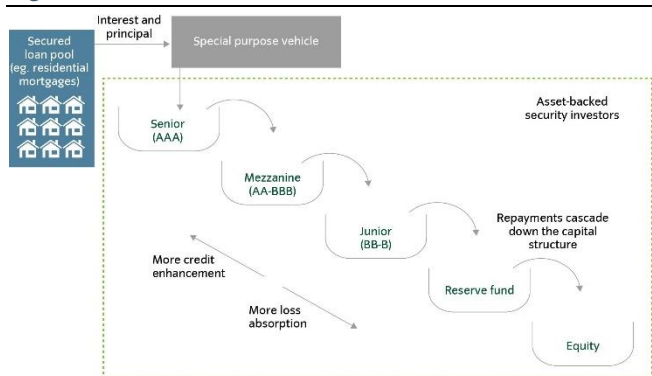 Interest and
principal
Secured
loan pool
(eg. residential
mortgages)
Special purpose vehicle
Asset-backed
security investors
Senior
(AAA)
Mezzanine
(AA-BBB)
Junior
(BB-B)
Repayments cascade
down the capital
structure
More credit
enhancement
Reserve fund
More loss
absorption
Equity